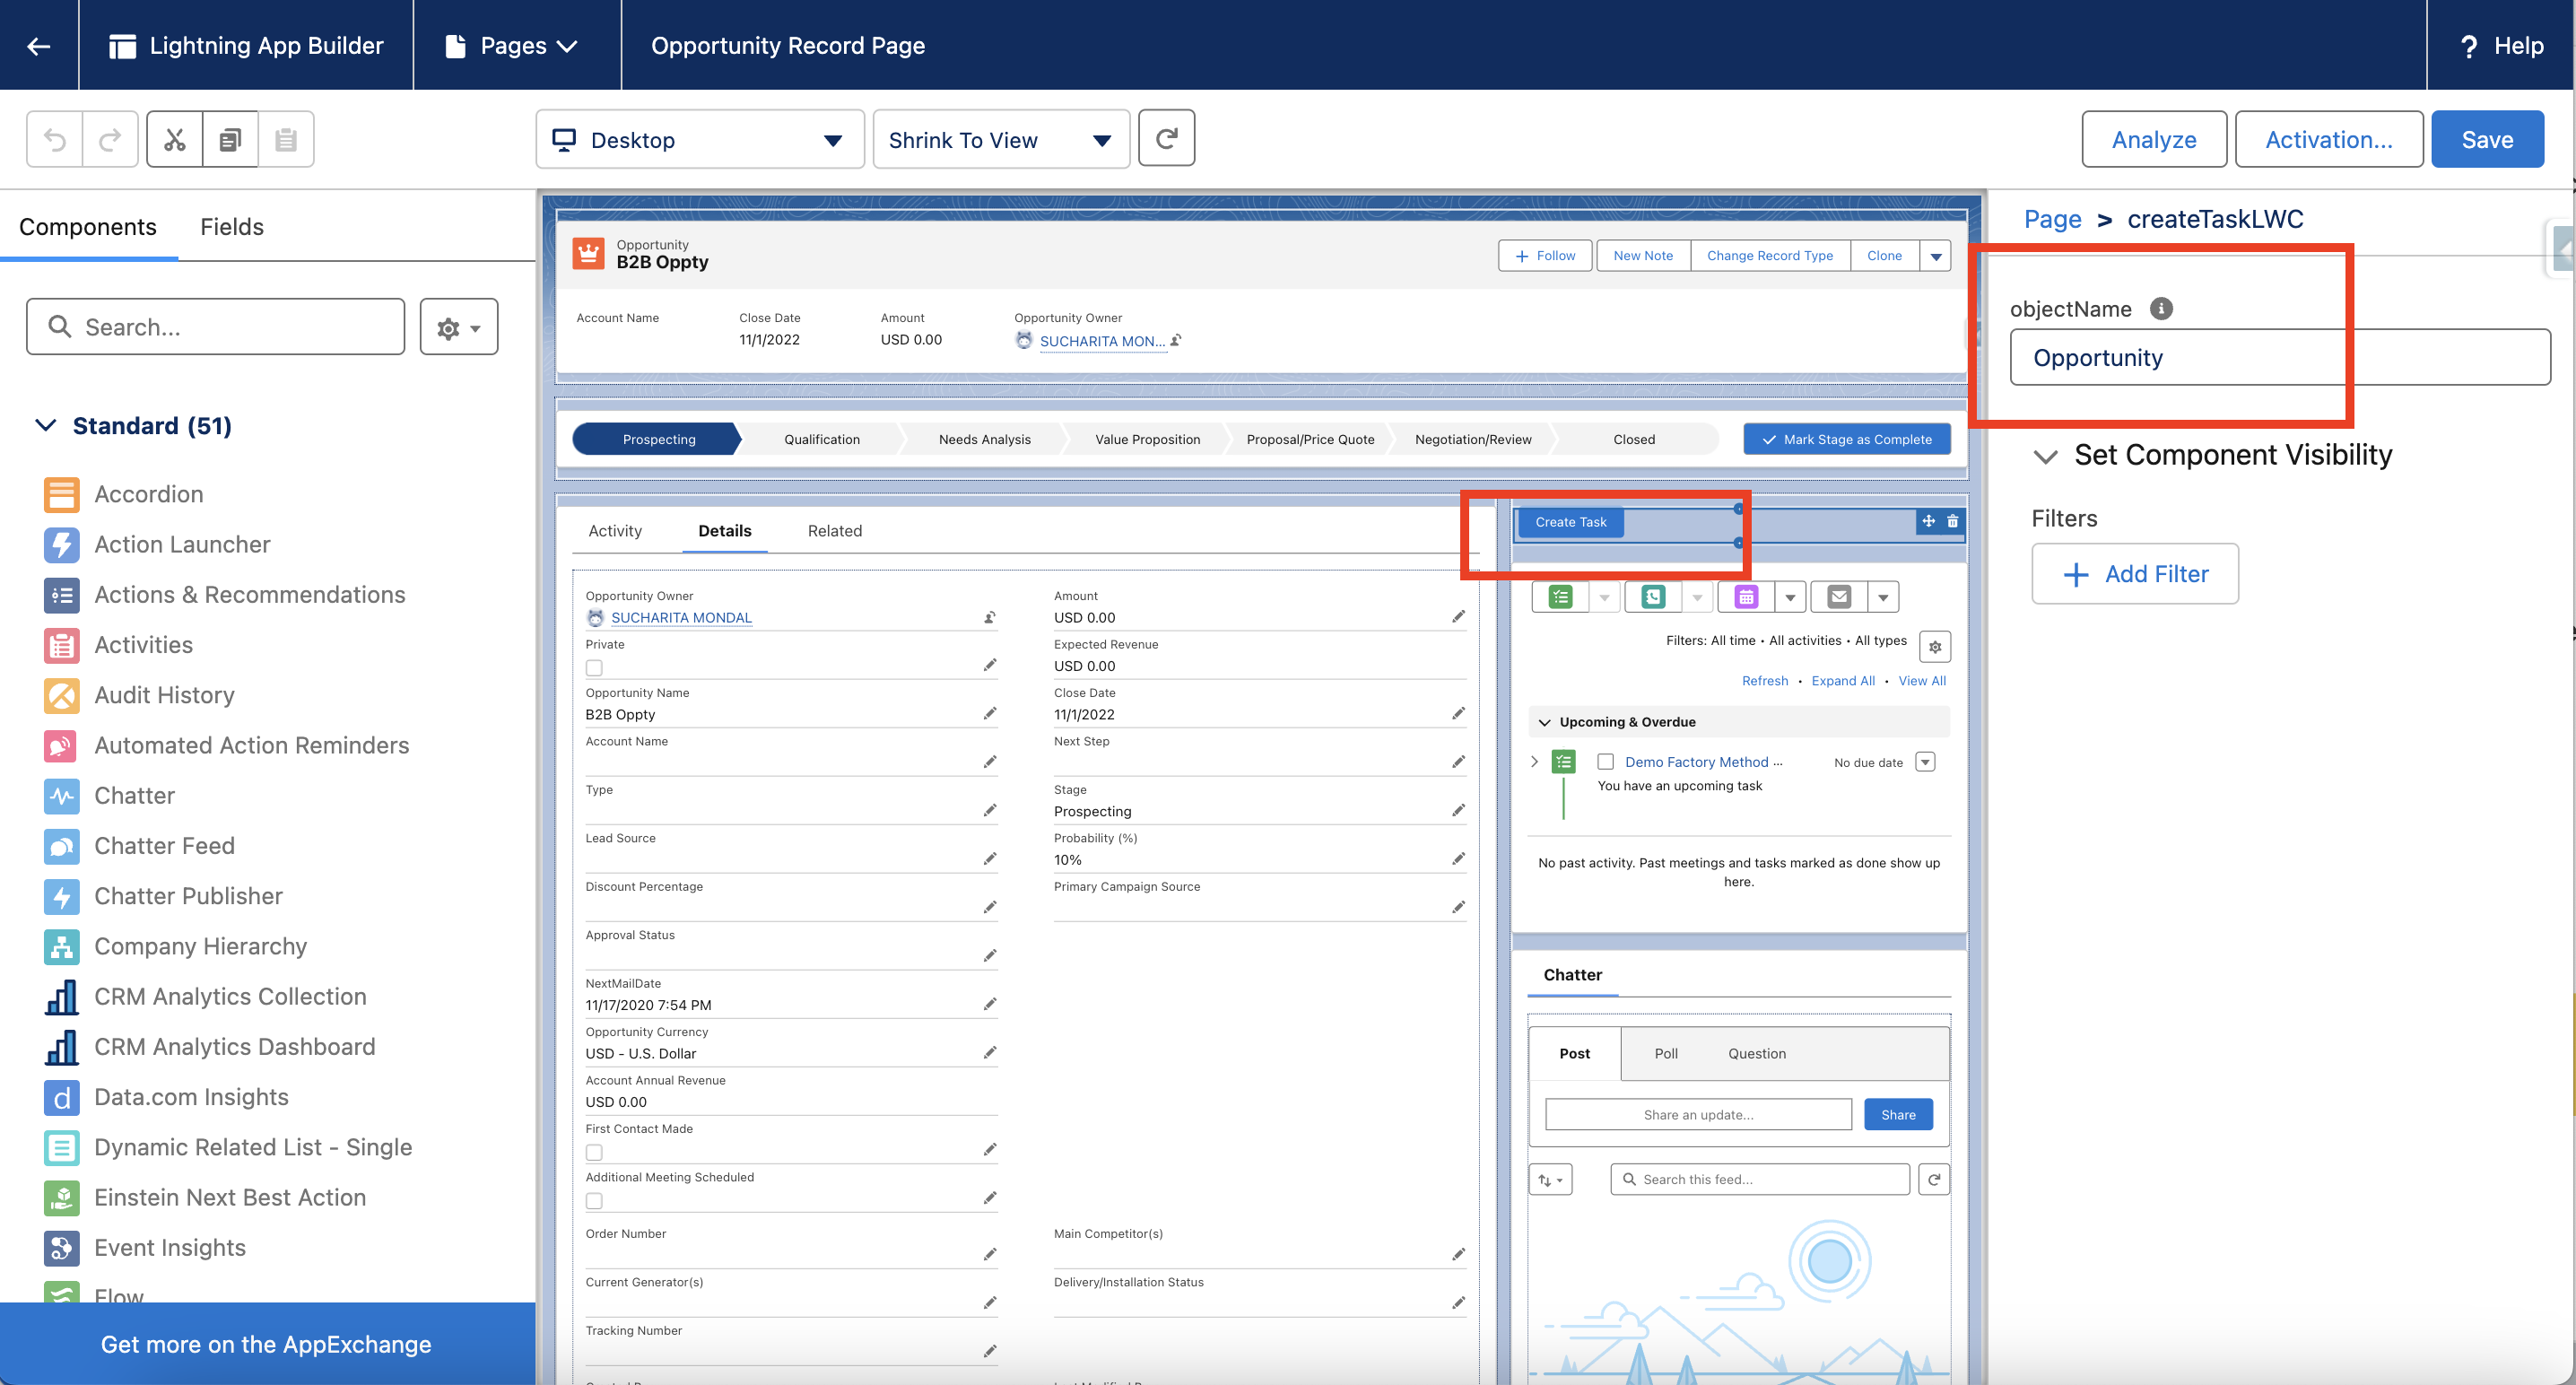 Lightning App Builder
Pages
Opportunity Record Page
? Help
Desktop
Shrink To View
Analyze
Activation...
Save
Components
Fields
Search...
Standard (51)
Accordion
Action Launcher
Actions & Recommendations
Activities
Audit History
Automated Action Reminders
Chatter
Chatter Feed
Chatter Publisher
Company Hierarchy
CRM Analytics Collection
CRM Analytics Dashboard
Data.com Insights
Dynamic Related List - Single
Einstein Next Best Action
Event Insights
Flow
Get more on the AppExchange
Opportunity
B2B Oppty
+ Follow
New Note
Change Record Type
Clone
Account Name
Close Date
11/1/2022
Amount
USD 0.00
Opportunity Owner
SUCHARITA MON...
Prospecting
Qualification
Needs Analysis
Value Proposition
Proposal/Price Quote
Negotiation/Review
Closed
Mark Stage as Complete
Activity
Details
Related
Opportunity Owner
SUCHARITA MONDAL
Private
Opportunity Name
B2B Oppty
Account Name
Type
Lead Source
Discount Percentage
Approval Status
NextMailDate
11/17/2020 7:54 PM
Opportunity Currency
USD - U.S. Dollar
Account Annual Revenue
USD 0.00
First Contact Made
Additional Meeting Scheduled
Order Number
Current Generator(s)
Tracking Number
Amount
USD 0.00
Expected Revenue
USD 0.00
Close Date
11/1/2022
Next Step
Stage
Prospecting
Probability (%)
10%
Primary Campaign Source
Main Competitor(s)
Delivery/Installation Status
Create Task
Filters: All time • All activities • All types
Refresh • Expand All • View All
Upcoming & Overdue
Demo Factory Method ...
No due date
You have an upcoming task
No past activity. Past meetings and tasks marked as done show up
here.
Chatter
Post
Poll
Question
Share an update...
Share
Search this feed...
Page > createTaskLWC
objectName
Opportunity
Set Component Visibility
Filters
+ Add Filter